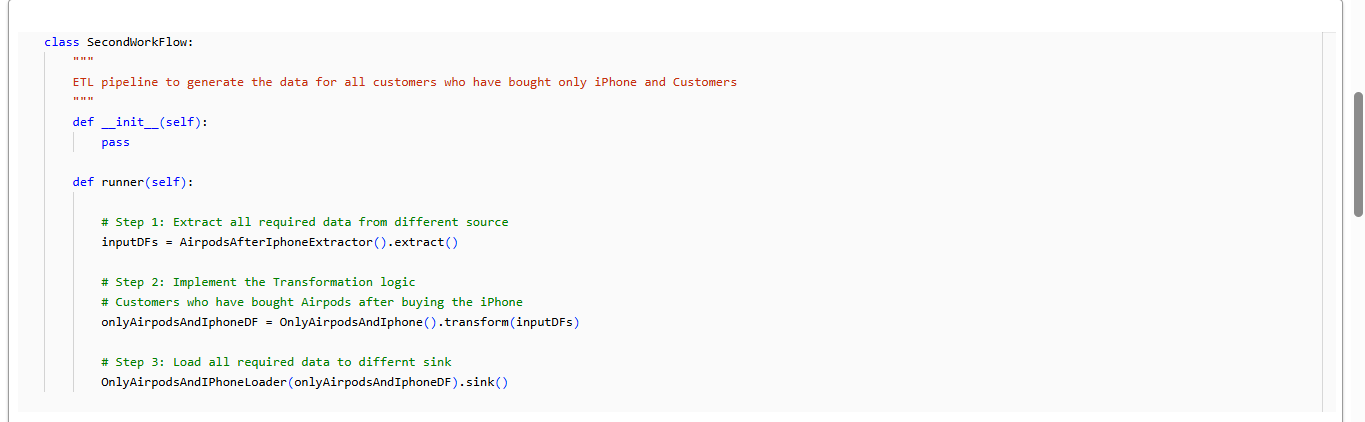 class SecondWorkFlow:
"""
ETL pipeline to generate the data for all customers who have bought only iPhone and Customers
"""
def __init__(self):
pass
def runner(self):
# Step 1: Extract all required data from different source
inputDFs = AirpodsAfterIphoneExtractor().extract()
# Step 2: Implement the Transformation logic
# Customers who have bought Airpods after buying the iPhone
onlyAirpodsAndIphoneDF = OnlyAirpodsAndIphone().transform(inputDFs)
# Step 3: Load all required data to differnt sink
OnlyAirpodsAndIPhoneLoader(onlyAirpodsAndIphoneDF).sink()